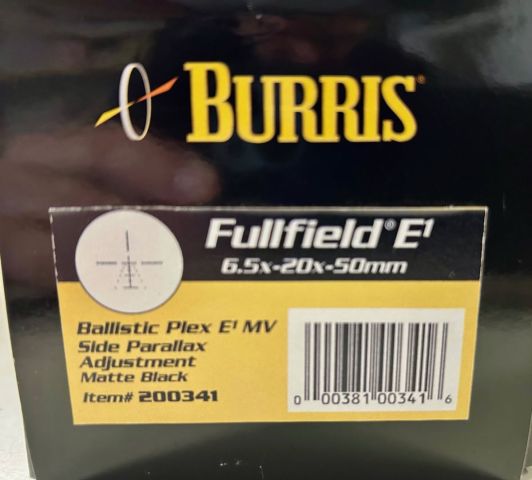 BURRIS®
Fullfield® E¹
6.5x-20x-50mm
Ballistic Plex E¹ MV
Side Parallax
Adjustment
Matte Black
Item# 200341
0 00381 00341 6